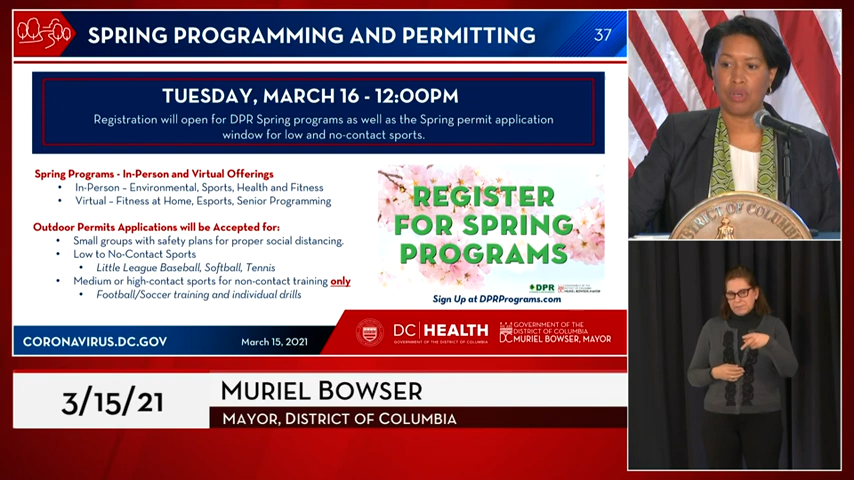 SPRING PROGRAMMING AND PERMITTING
37
TUESDAY, MARCH 16 - 12:00PM
Registration will open for DPR Spring programs as well as the Spring permit application
window for low and no-contact sports.
Spring Programs - In-Person and Virtual Offerings
• In-Person – Environmental, Sports, Health and Fitness
• Virtual – Fitness at Home, Esports, Senior Programming
Outdoor Permits Applications will be Accepted for:
• Small groups with safety plans for proper social distancing.
• Low to No-Contact Sports
• Little League Baseball, Softball, Tennis
• Medium or high-contact sports for non-contact training only
• Football/Soccer training and individual drills
REGISTER
FOR SPRING
PROGRAMS
DPR
Sign Up at DPRPrograms.com
CORONAVIRUS.DC.GOV
March 15, 2021
DC HEALTH
GOVERNMENT OF THE DISTRICT OF COLUMBIA
GOVERNMENT OF THE
DISTRICT OF COLUMBIA
MURIEL BOWSER, MAYOR
DISTRICT OF COLUMB
3/15/21
MURIEL BOWSER
MAYOR, DISTRICT OF COLUMBIA